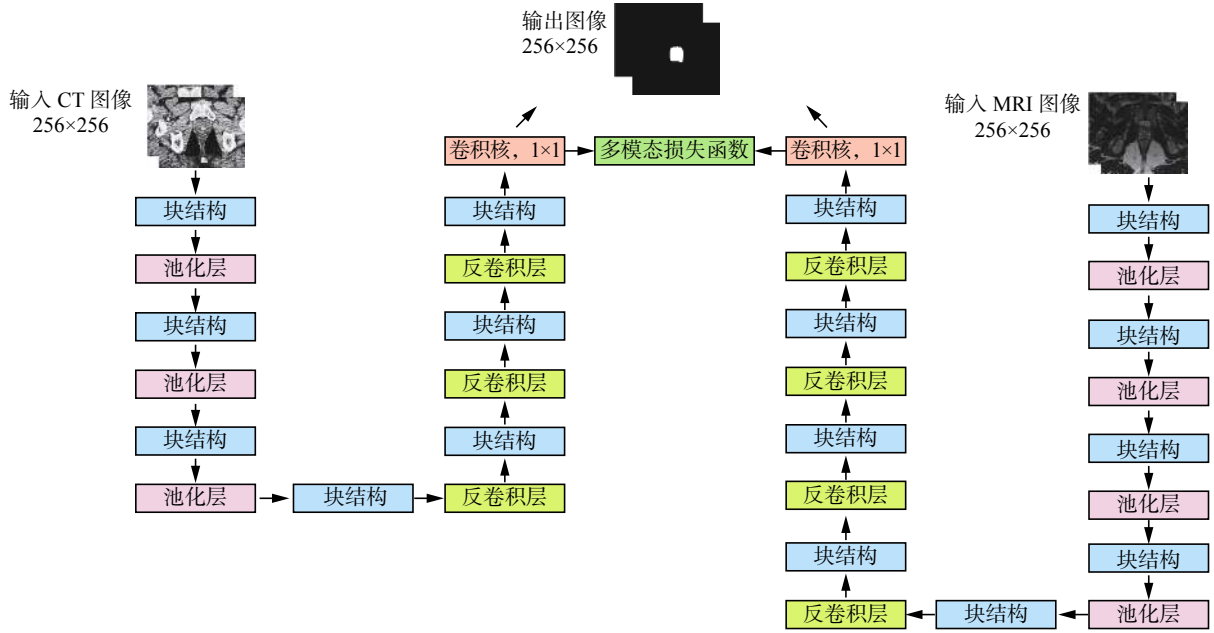 输出图像
256×256
输入 CT 图像
256×256
输入 MRI 图像
256×256
卷积核，1×1
多模态损失函数
卷积核，1×1
块结构
池化层
块结构
池化层
块结构
池化层
块结构
反卷积层
块结构
反卷积层
块结构
反卷积层
块结构
块结构
反卷积层
块结构
反卷积层
块结构
反卷积层
块结构
反卷积层
块结构
块结构
池化层
块结构
池化层
块结构
池化层
块结构
池化层